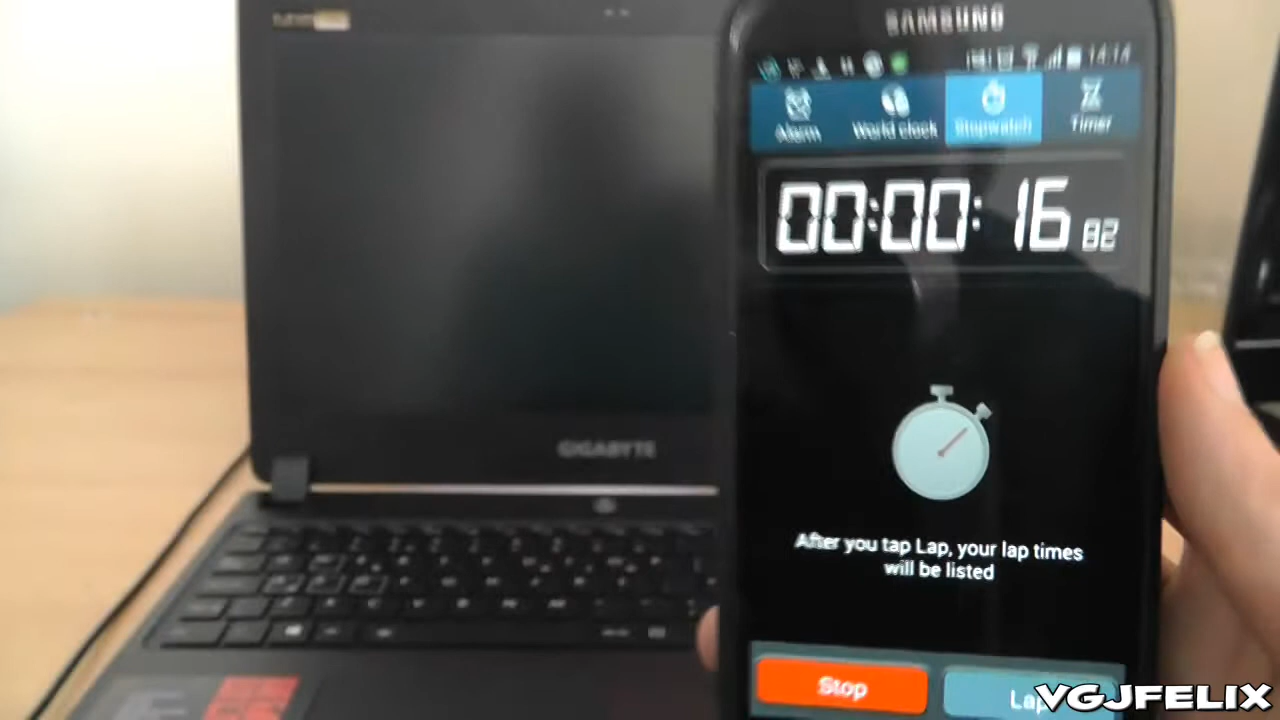 SAMSUNG
14:14
Alarm
World clock
Stopwatch
Timer
00:00:16 82
After you tap Lap, your lap times
will be listed
Stop
Lap
GIGABYTE
VGJFELIX